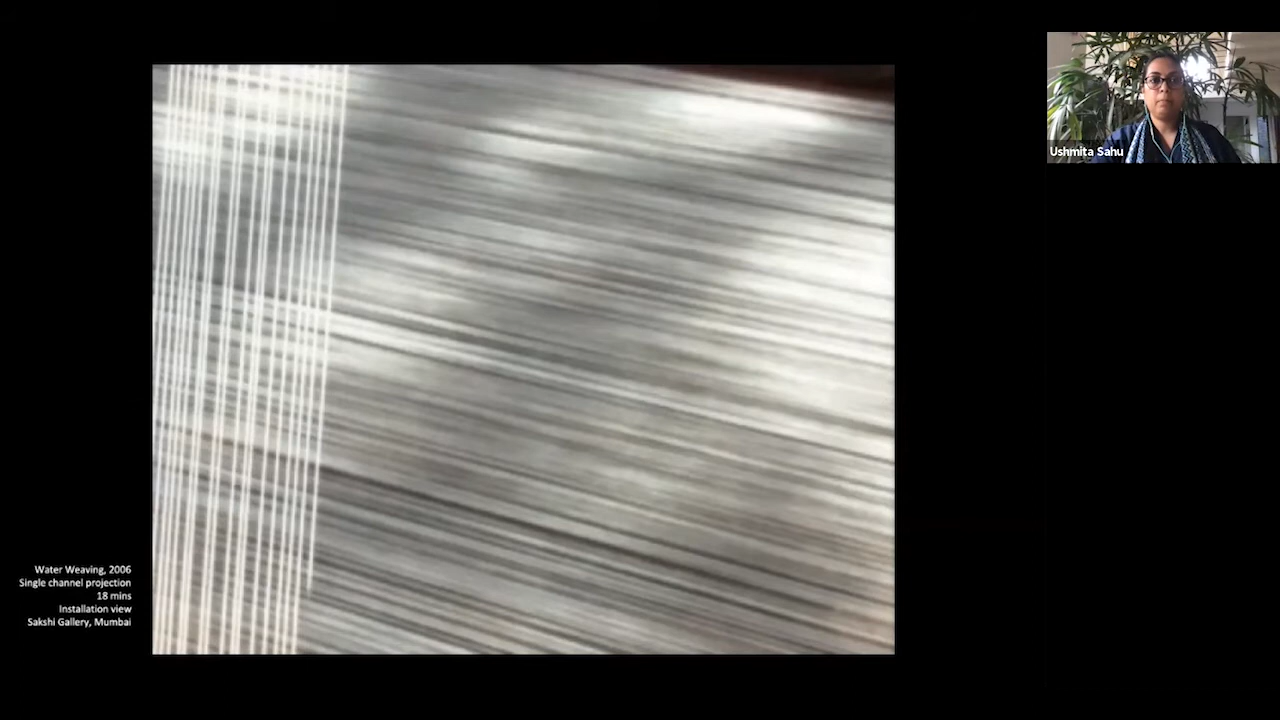 Ushmita Sahu
Water Weaving, 2006
Single channel projection
18 mins
Installation view
Sakshi Gallery, Mumbai